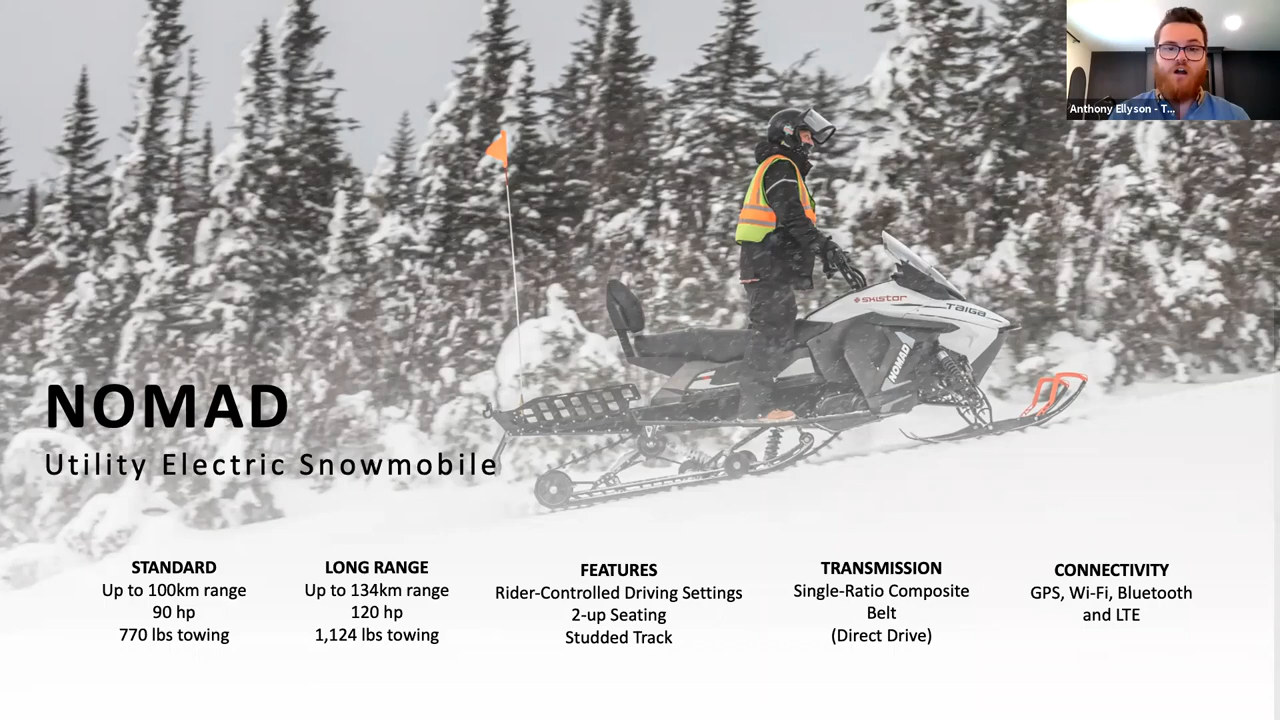 Anthony Ellyson - T...
SKISTAR
TAIGA
NOMAD
NOMAD
Utility Electric Snowmobile
STANDARD
Up to 100km range
90 hp
770 lbs towing
LONG RANGE
Up to 134km range
120 hp
1,124 lbs towing
FEATURES
Rider-Controlled Driving Settings
2-up Seating
Studded Track
TRANSMISSION
Single-Ratio Composite
Belt
(Direct Drive)
CONNECTIVITY
GPS, Wi-Fi, Bluetooth
and LTE